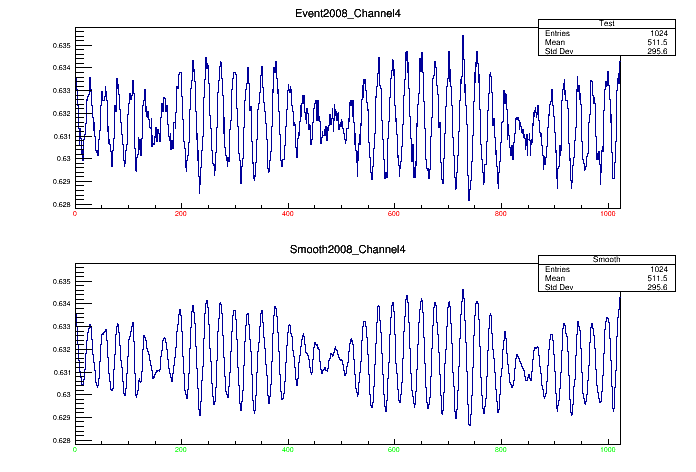 Event2008_Channel4
Test
Entries 1024
Mean 511.5
Std Dev 295.6
0.635
0.634
0.633
0.632
0.631
0.63
0.629
0.628
0 200 400 600 800 1000
Smooth2008_Channel4
Smooth
Entries 1024
Mean 511.5
Std Dev 295.6
0.635
0.634
0.633
0.632
0.631
0.63
0.629
0.628
0 200 400 600 800 1000